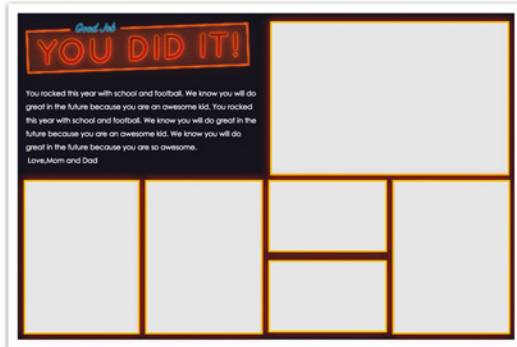 Good Job
YOU DID IT!
You rocked this year with school and football. We know you will do
great in the future because you are an awesome kid. You rocked
this year with school and football. We know you will do great in the
future because you are an awesome kid. We know you will do
great in the future because you are so awesome.
Love,Mom and Dad